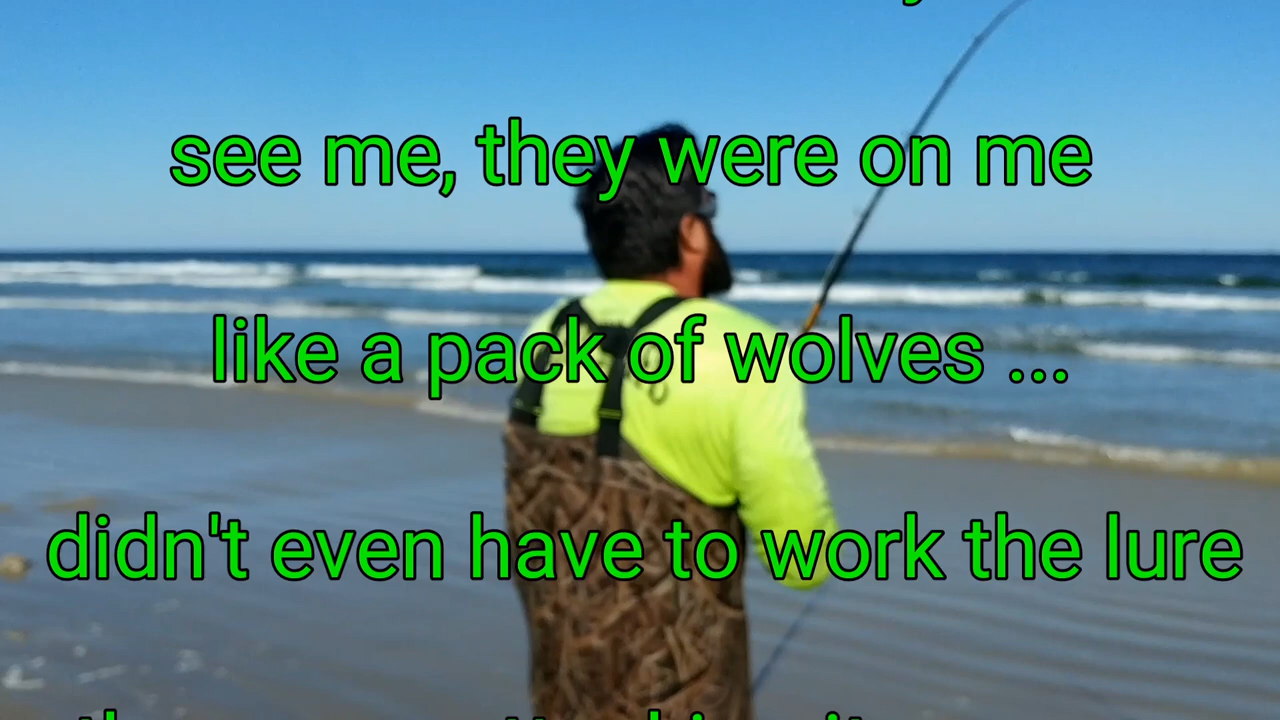 see me, they were on me
like a pack of wolves ...
didn't even have to work the lure